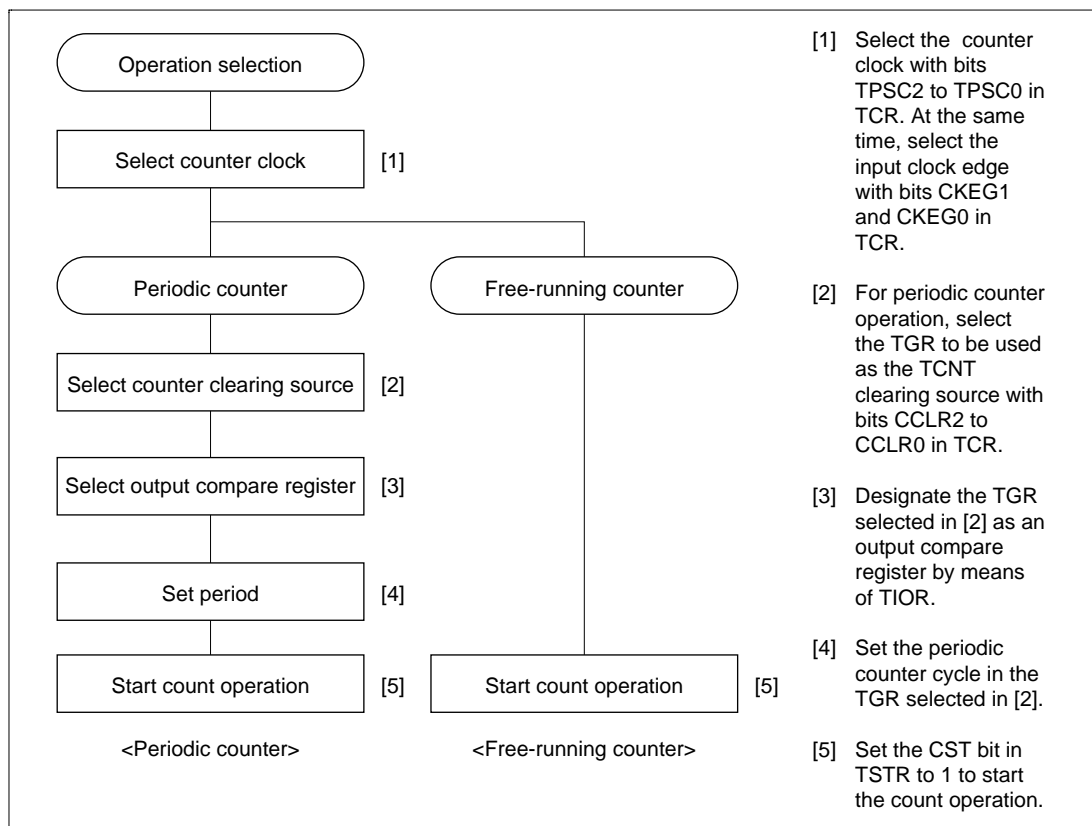 Operation selection
Select counter clock [1]
Periodic counter
Free-running counter
Select counter clearing source [2]
Select output compare register [3]
Set period [4]
Start count operation [5]
Start count operation [5]
<Periodic counter>
<Free-running counter>
[1] Select the counter
clock with bits
TPSC2 to TPSC0 in
TCR. At the same
time, select the
input clock edge
with bits CKEG1
and CKEG0 in
TCR.
[2] For periodic counter
operation, select
the TGR to be used
as the TCNT
clearing source with
bits CCLR2 to
CCLR0 in TCR.
[3] Designate the TGR
selected in [2] as an
output compare
register by means
of TIOR.
[4] Set the periodic
counter cycle in the
TGR selected in [2].
[5] Set the CST bit in
TSTR to 1 to start
the count operation.